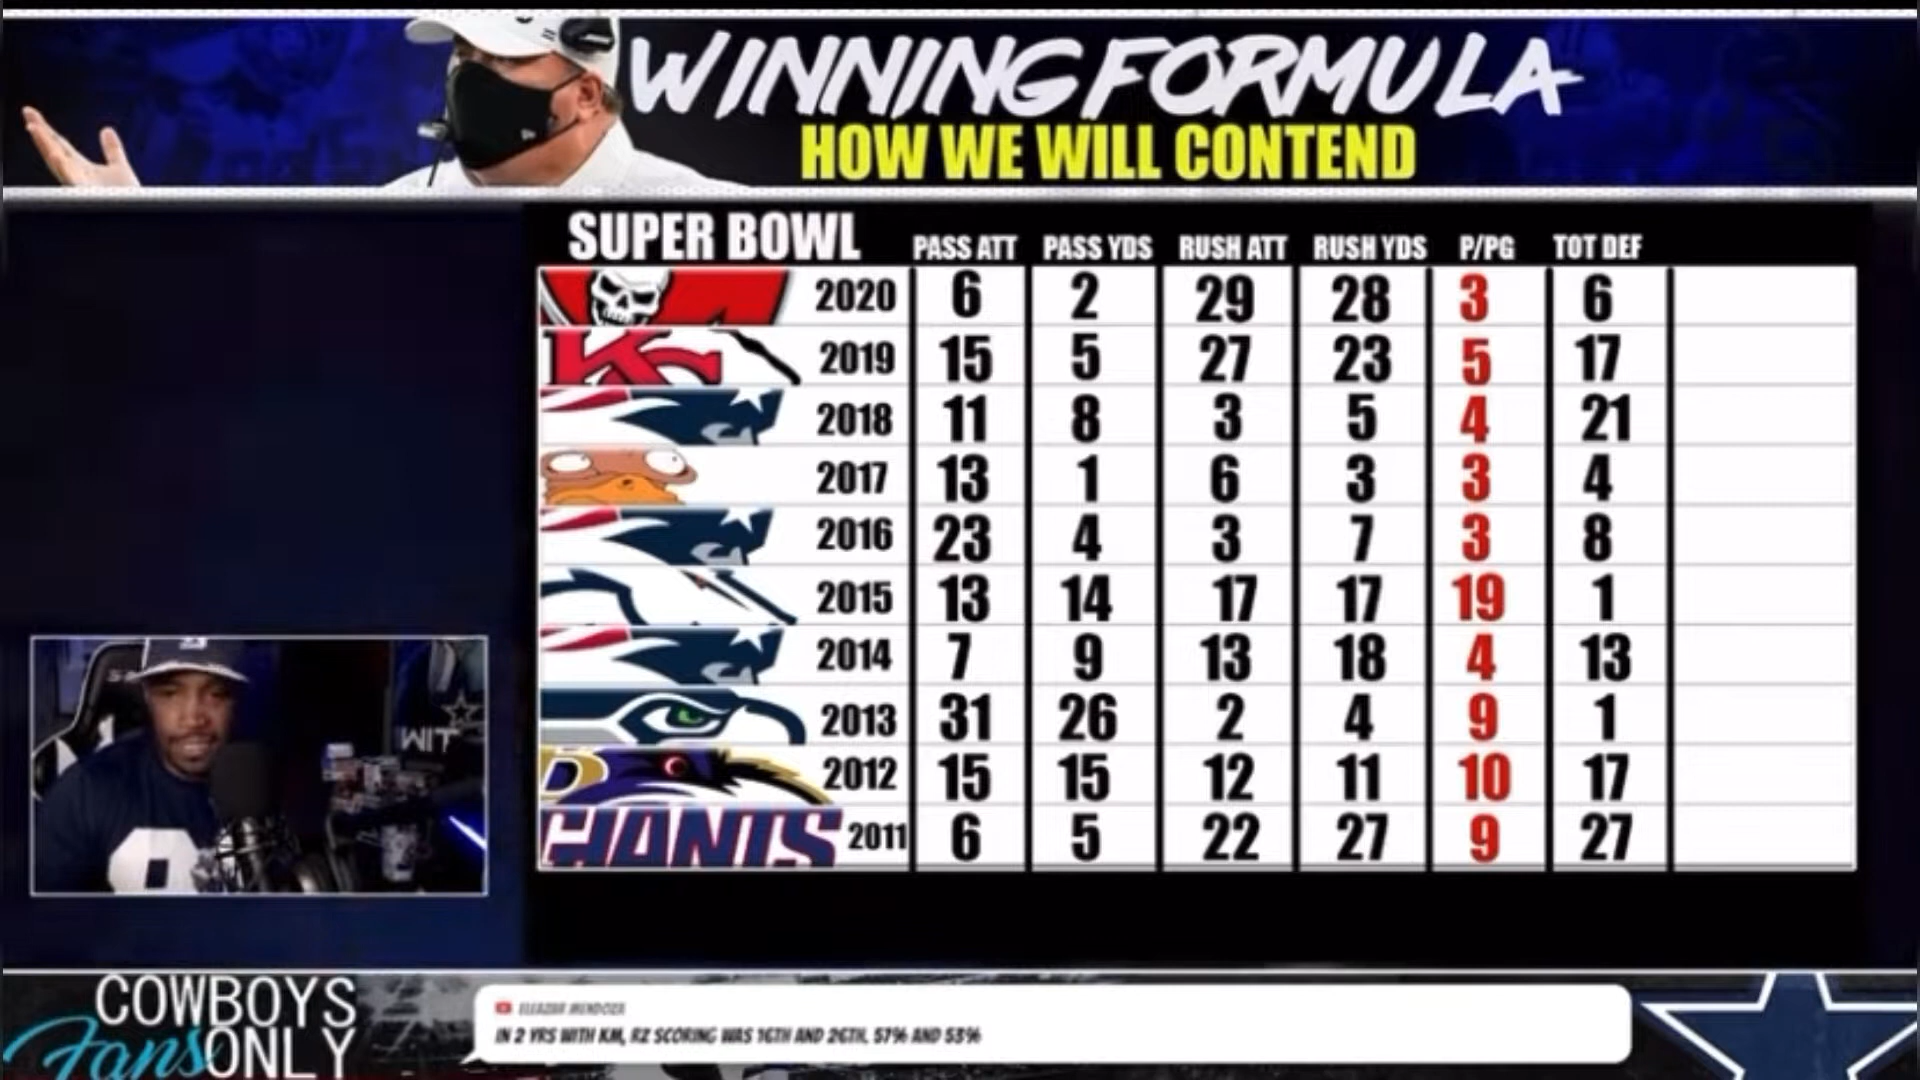 WINNING FORMULA
HOW WE WILL CONTEND
SUPER BOWL PASS ATT PASS YDS RUSH ATT RUSH YDS P/PG TOT DEF
2020 6 2 29 28 3 6
KC 2019 15 5 27 23 5 17
2018 11 8 3 5 4 21
2017 13 1 6 3 3 4
2016 23 4 3 7 3 8
2015 13 14 17 17 19 1
2014 7 9 13 18 4 13
2013 31 26 2 4 9 1
B 2012 15 15 12 11 10 17
GIANTS 2011 6 5 22 27 9 27
WIT
COWBOYS
Fans ONLY
ELEAZAR MENDOZA
IN 2 YRS WITH KM, RZ SCORING WAS 16TH AND 26TH. 57% AND 53%